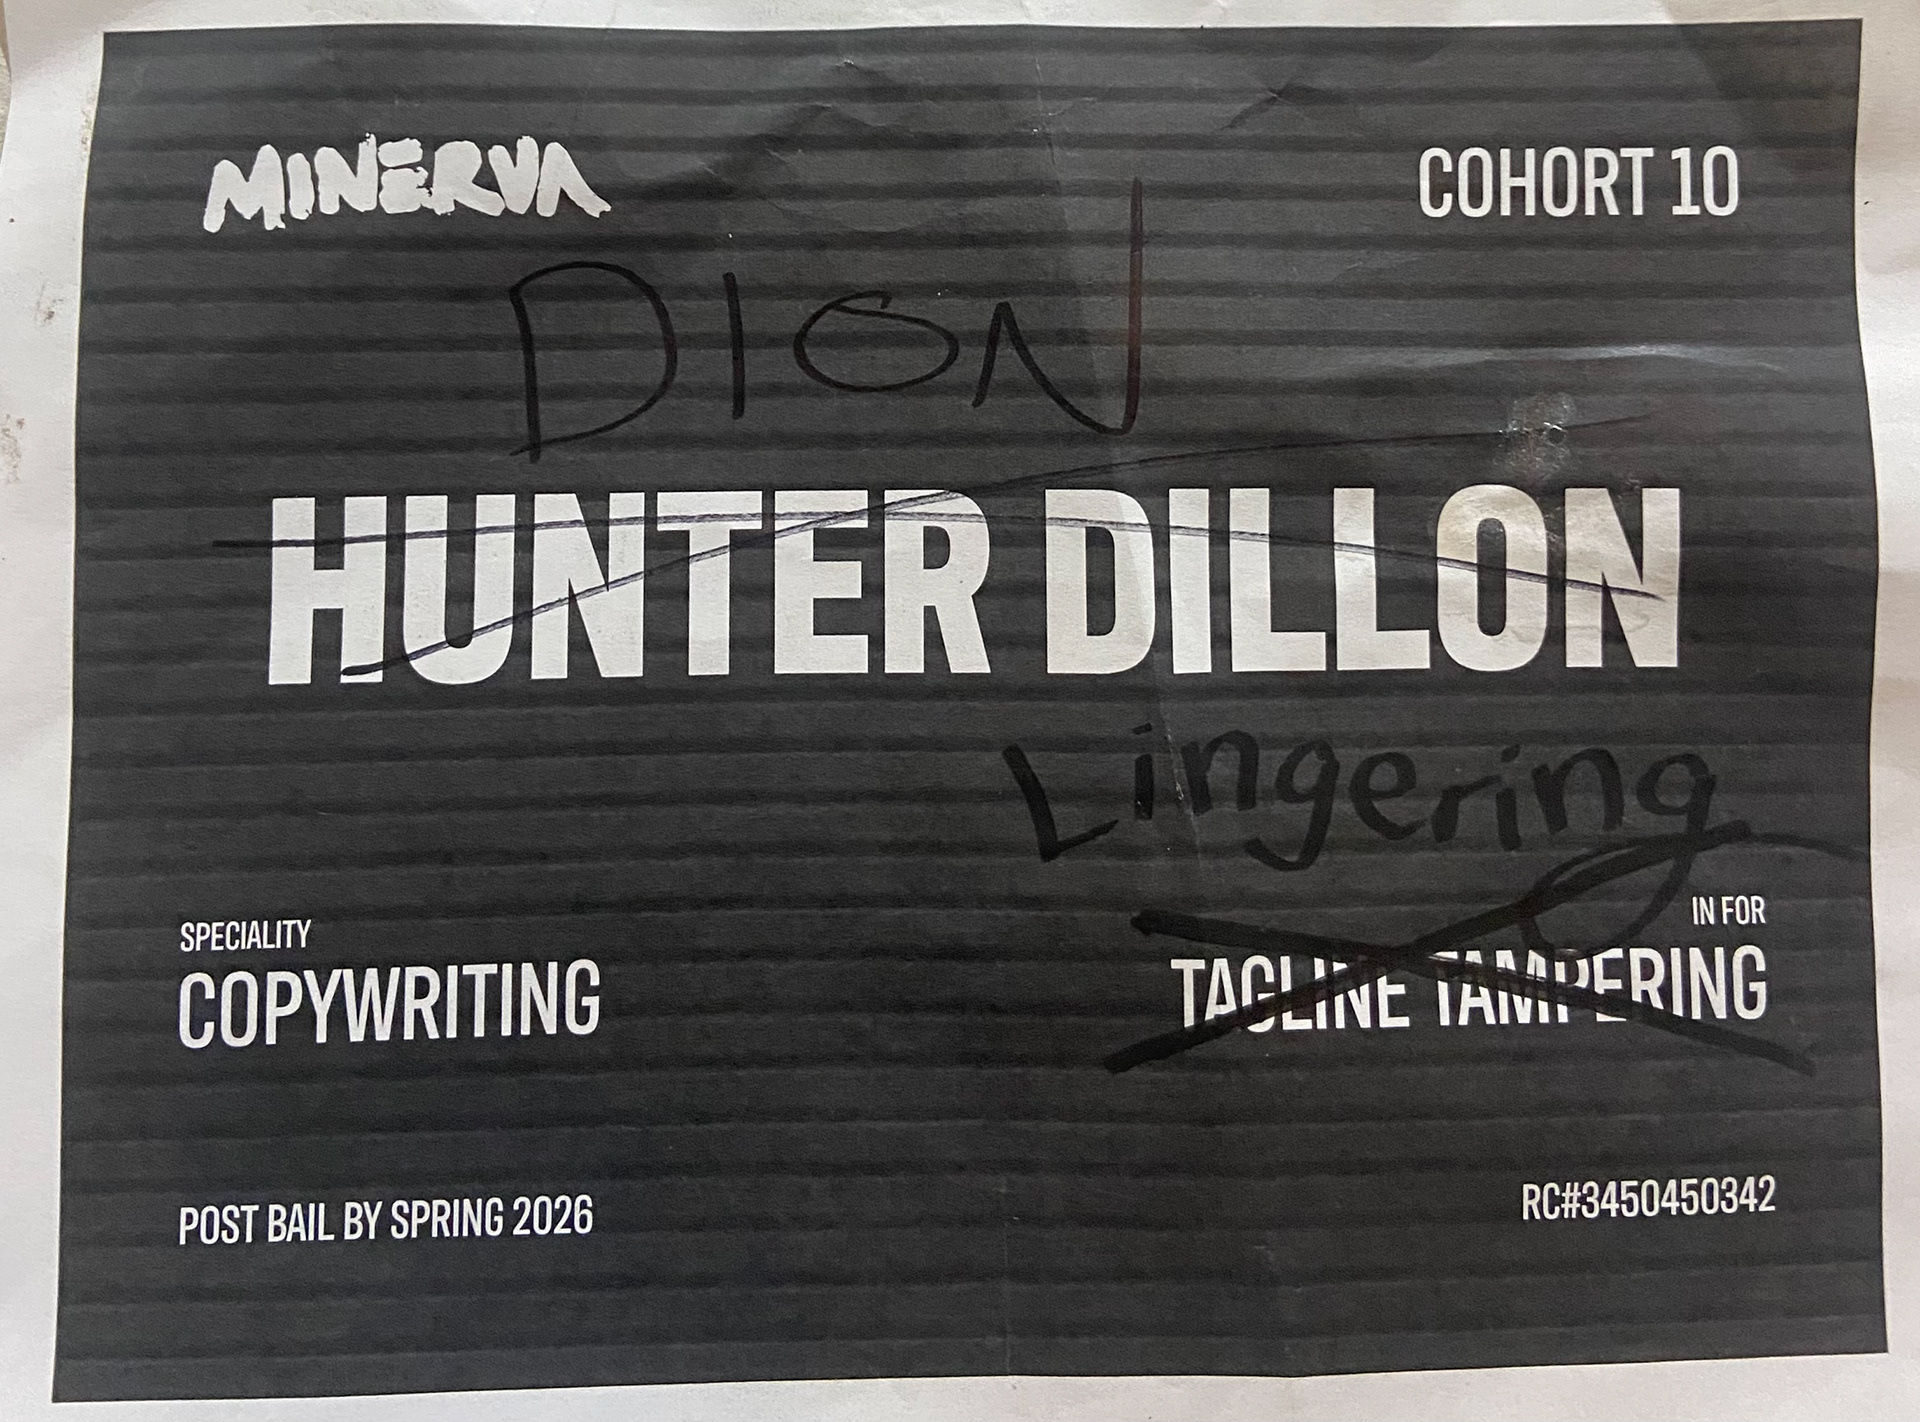 MINERVA
COHORT 10
DION
HUNTER DILLON
Lingering
SPECIALITY
COPYWRITING
IN FOR
TAGLINE TAMPERING
POST BAIL BY SPRING 2026
RC#3450450342